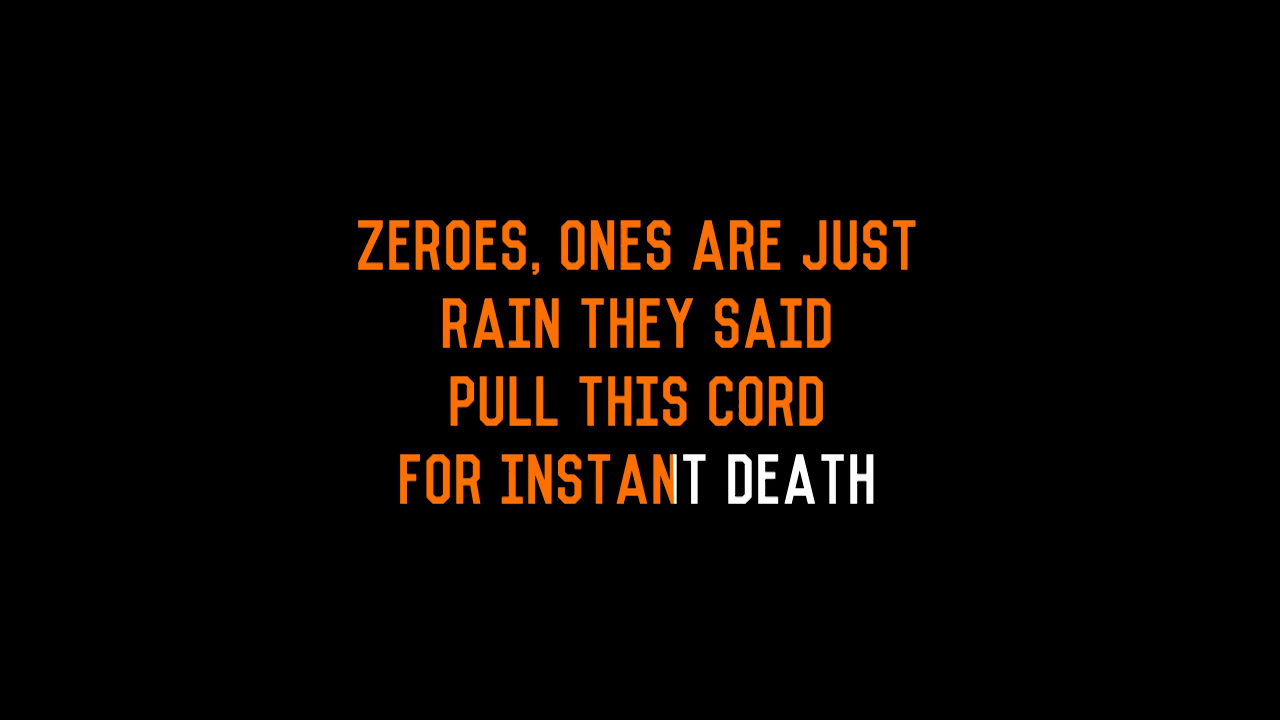 ZEROES, ONES ARE JUST
RAIN THEY SAID
PULL THIS CORD
FOR INSTANT DEATH